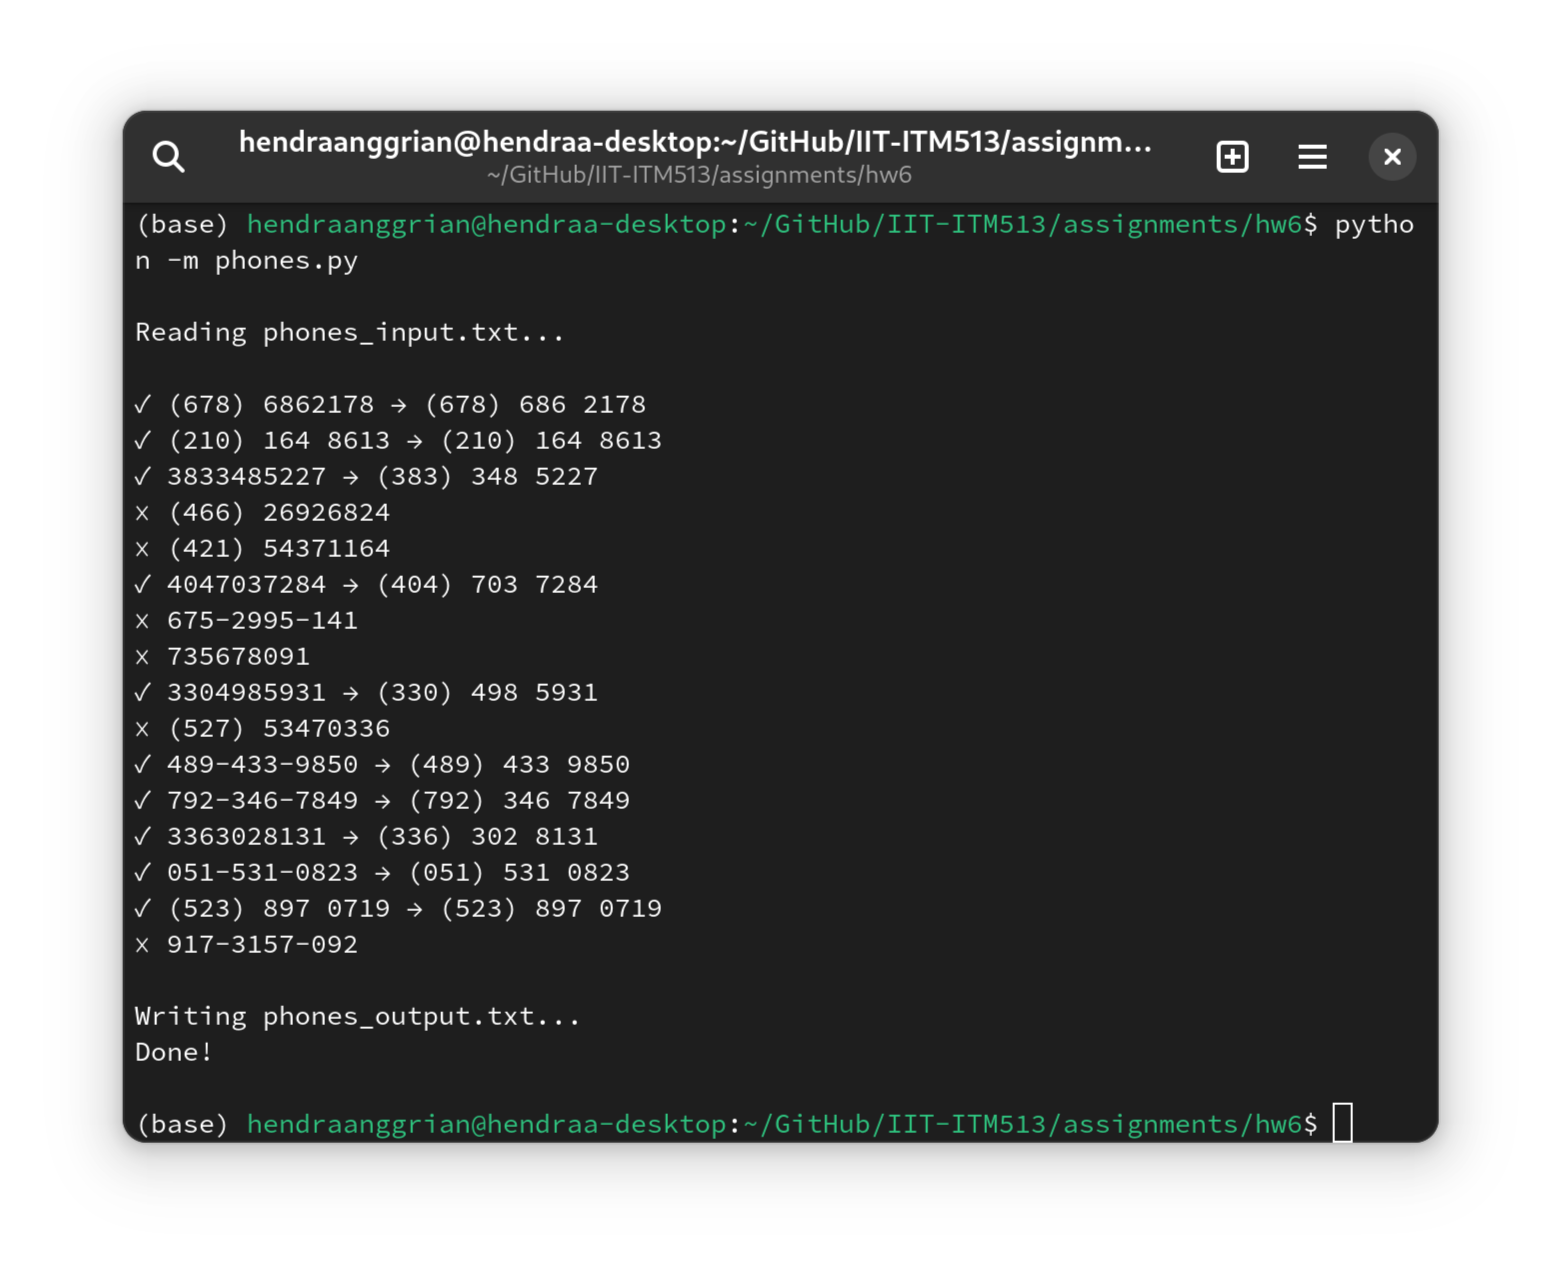 hendraanggrian@hendraa-desktop:~/GitHub/IIT-ITM513/assignm...
~/GitHub/IIT-ITM513/assignments/hw6
(base) hendraanggrian@hendraa-desktop:~/GitHub/IIT-ITM513/assignments/hw6$ pytho
n -m phones.py
Reading phones_input.txt...
✓ (678) 6862178 → (678) 686 2178
✓ (210) 164 8613 → (210) 164 8613
✓ 3833485227 → (383) 348 5227
x (466) 26926824
x (421) 54371164
✓ 4047037284 → (404) 703 7284
x 675-2995-141
x 735678091
✓ 3304985931 → (330) 498 5931
x (527) 53470336
✓ 489-433-9850 → (489) 433 9850
✓ 792-346-7849 → (792) 346 7849
✓ 3363028131 → (336) 302 8131
✓ 051-531-0823 → (051) 531 0823
✓ (523) 897 0719 → (523) 897 0719
x 917-3157-092
Writing phones_output.txt...
Done!
(base) hendraanggrian@hendraa-desktop:~/GitHub/IIT-ITM513/assignments/hw6$